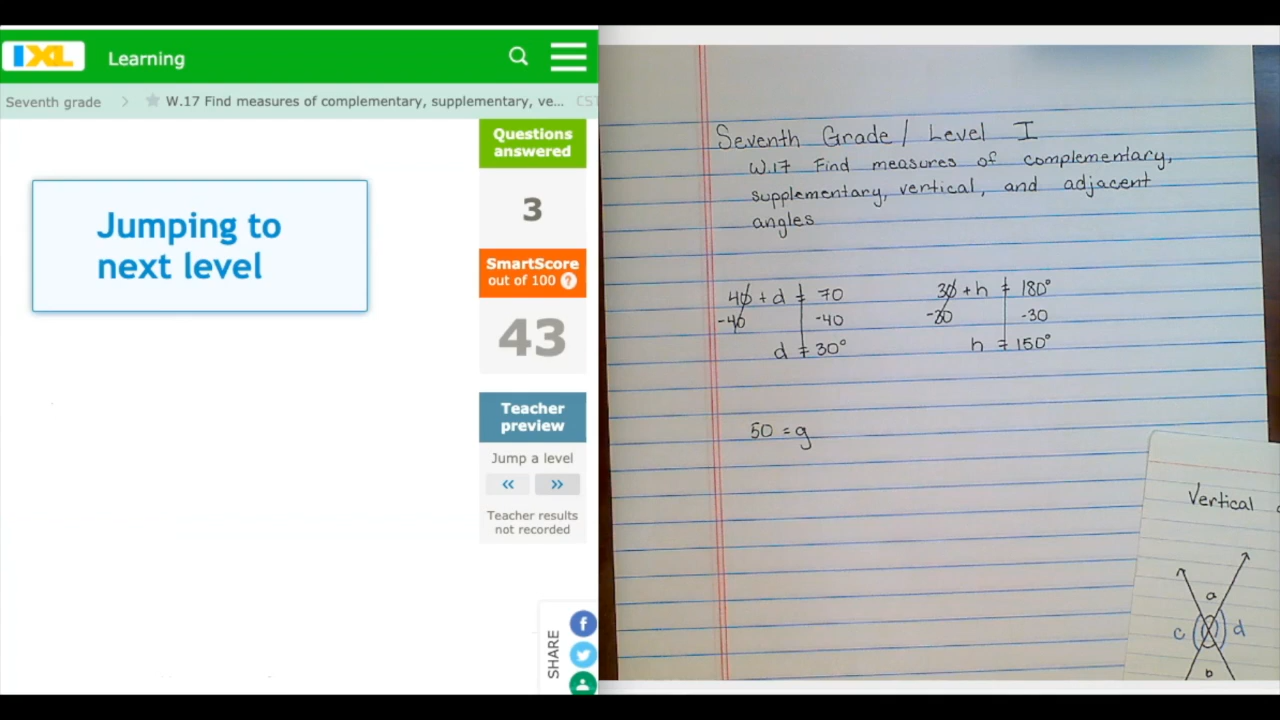 IXL Learning
Seventh grade > W.17 Find measures of complementary, supplementary, ve... CST
Questions
answered
3
Jumping to
next level
SmartScore
out of 100 ?
43
Teacher
preview
Jump a level
« »
Teacher results
not recorded
SHARE
f
Seventh Grade / Level I
W.17 Find measures of complementary,
supplementary, vertical, and adjacent
angles
40 + d = 70
-40 -40
d = 30°
30 + h = 180°
-30 -30
h = 150°
50 = g
Vertical
a
c d
b